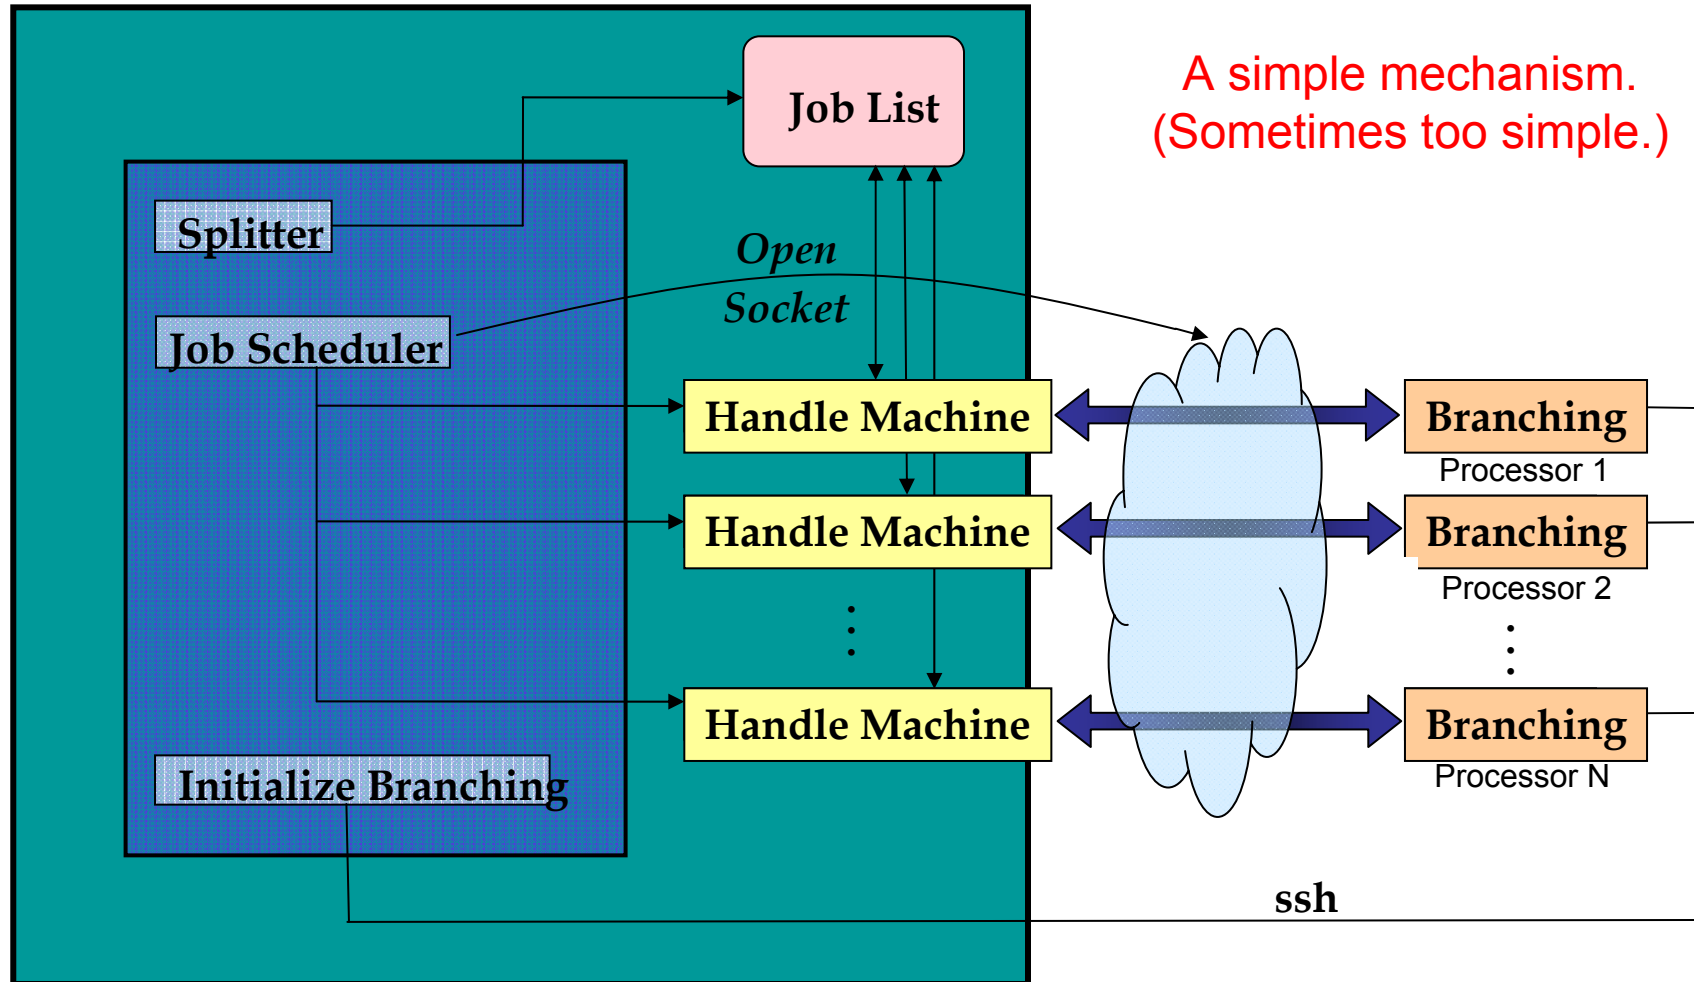 Job List
A simple mechanism.
(Sometimes too simple.)
Splitter
Open
Socket
Job Scheduler
Handle Machine
Branching
Processor 1
Handle Machine
Branching
Processor 2
Handle Machine
Branching
Processor N
Initialize Branching
ssh